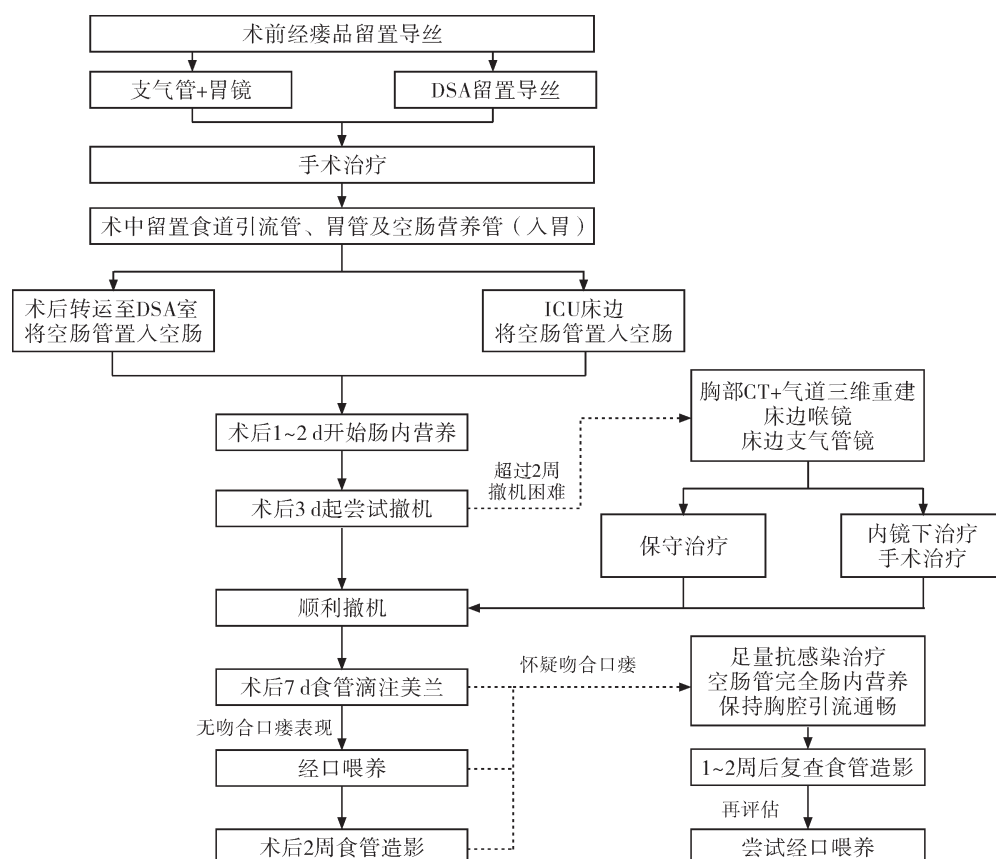 术前经瘘品留置导丝
支气管+胃镜
DSA留置导丝
手术治疗
术中留置食道引流管、胃管及空肠营养管（入胃）
术后转运至DSA室
将空肠管置入空肠
ICU床边
将空肠管置入空肠
术后1~2 d开始肠内营养
胸部CT+气道三维重建
床边喉镜
床边支气管镜
超过2周
撤机困难
术后3 d起尝试撤机
保守治疗
内镜下治疗
手术治疗
顺利撤机
术后7 d食管滴注美兰
怀疑吻合口瘘
足量抗感染治疗
空肠管完全肠内营养
保持胸腔引流通畅
无吻合口瘘表现
经口喂养
1~2周后复查食管造影
再评估
术后2周食管造影
尝试经口喂养